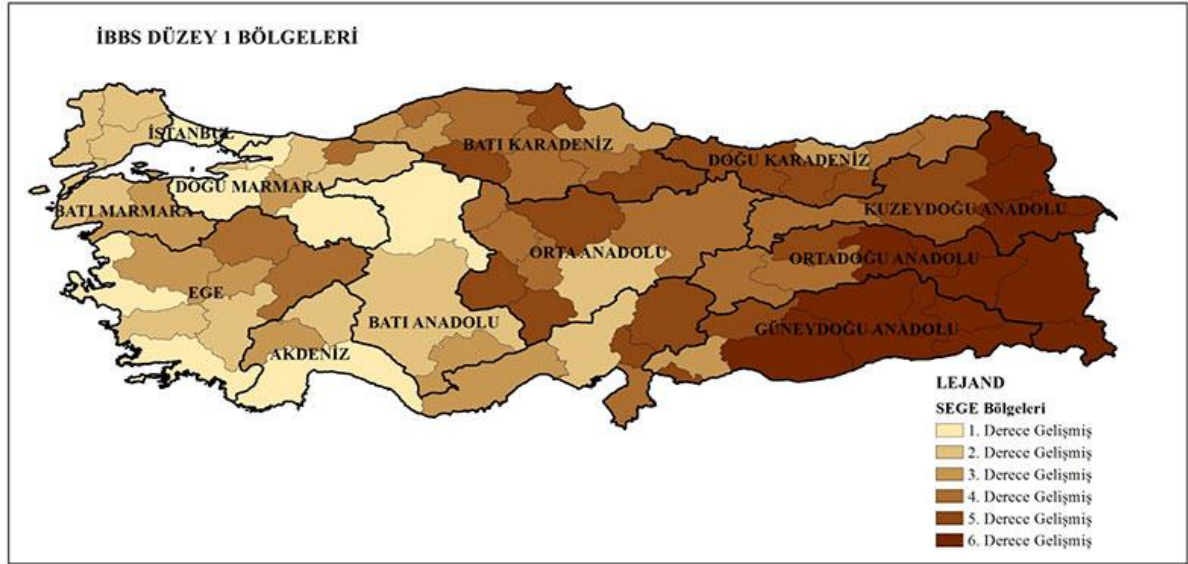 İBBS DÜZEY 1 BÖLGELERİ
İSTANBUL
BATI KARADENİZ
DOĞU KARADENİZ
DOĞU MARMARA
BATI MARMARA
KUZEYDOĞU ANADOLU
ORTA ANADOLU
ORTADOĞU ANADOLU
EGE
BATI ANADOLU
GÜNEYDOĞU ANADOLU
AKDENİZ
LEJAND
SEGE Bölgeleri
1. Derece Gelişmiş
2. Derece Gelişmiş
3. Derece Gelişmiş
4. Derece Gelişmiş
5. Derece Gelişmiş
6. Derece Gelişmiş